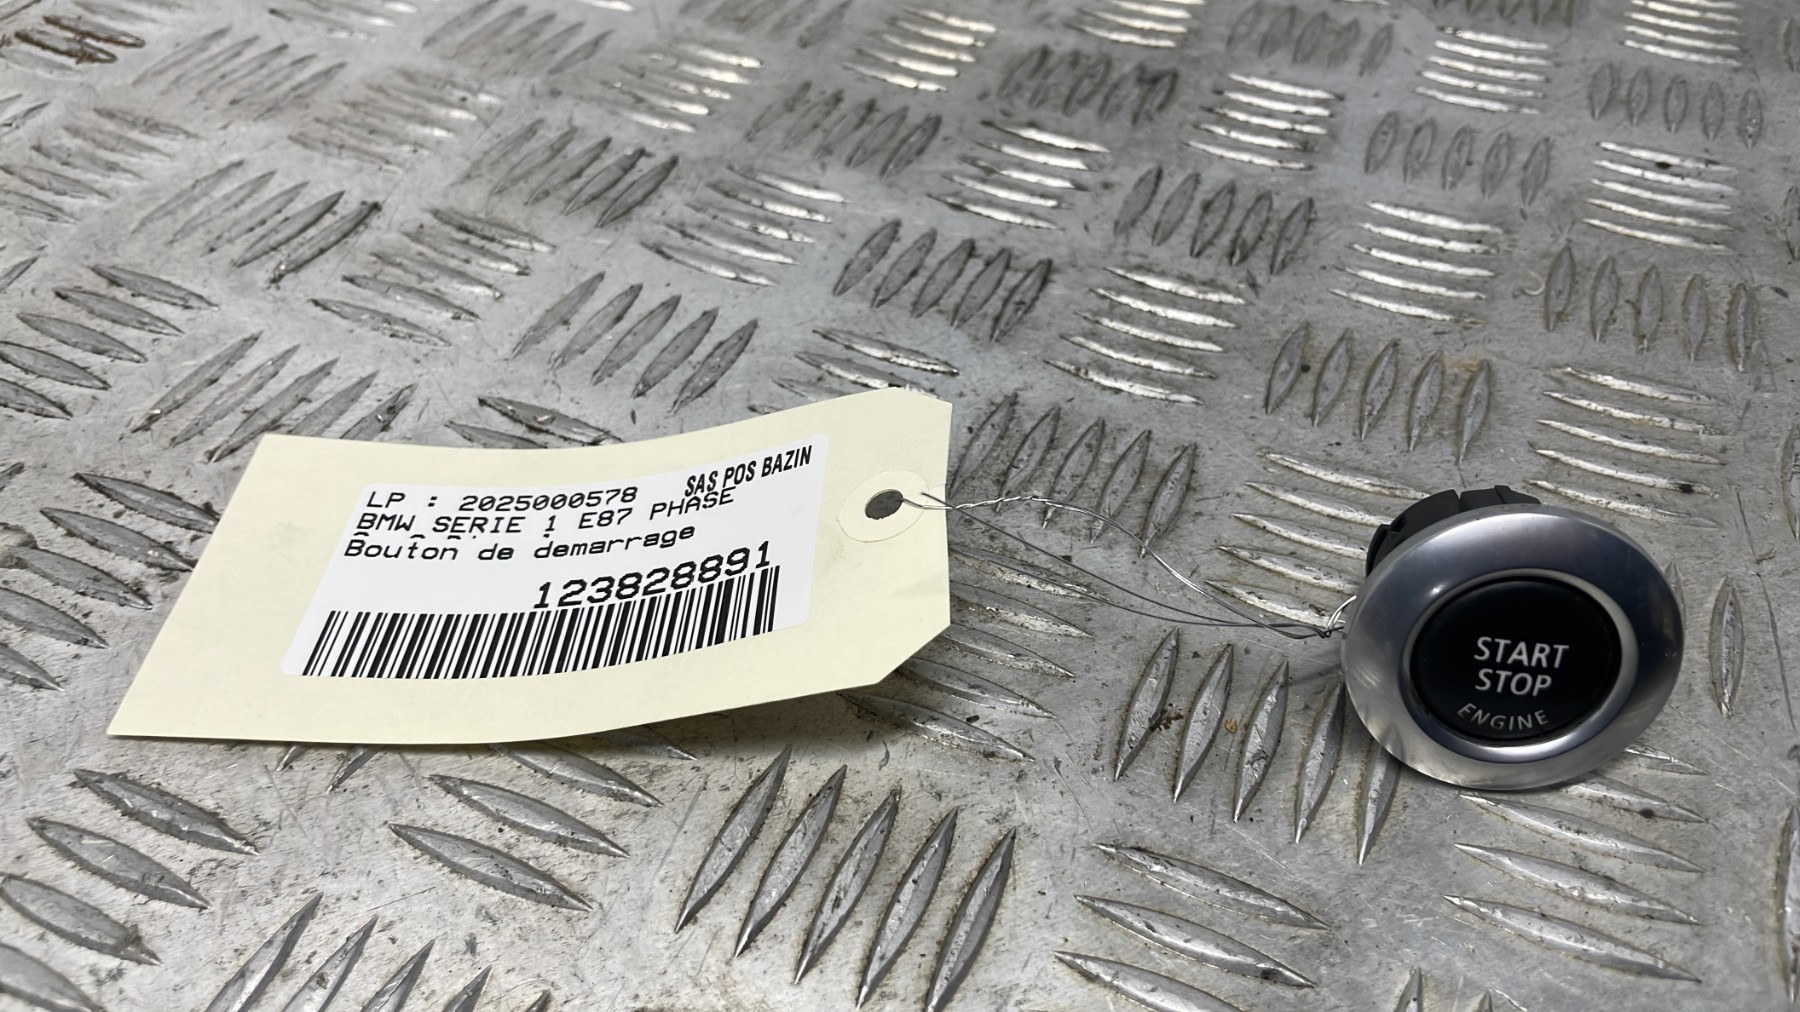 SAS POS BAZIN
LP : 2025000578
BMW SERIE 1 E87 PHASE
Bouton de demarrage
123828891
START
STOP
ENGINE